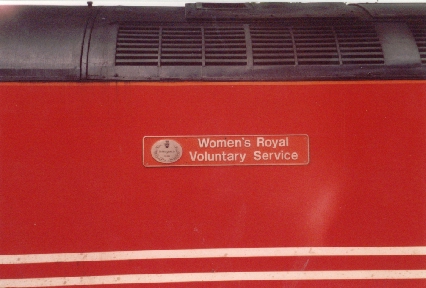 Women's Royal
Voluntary Service